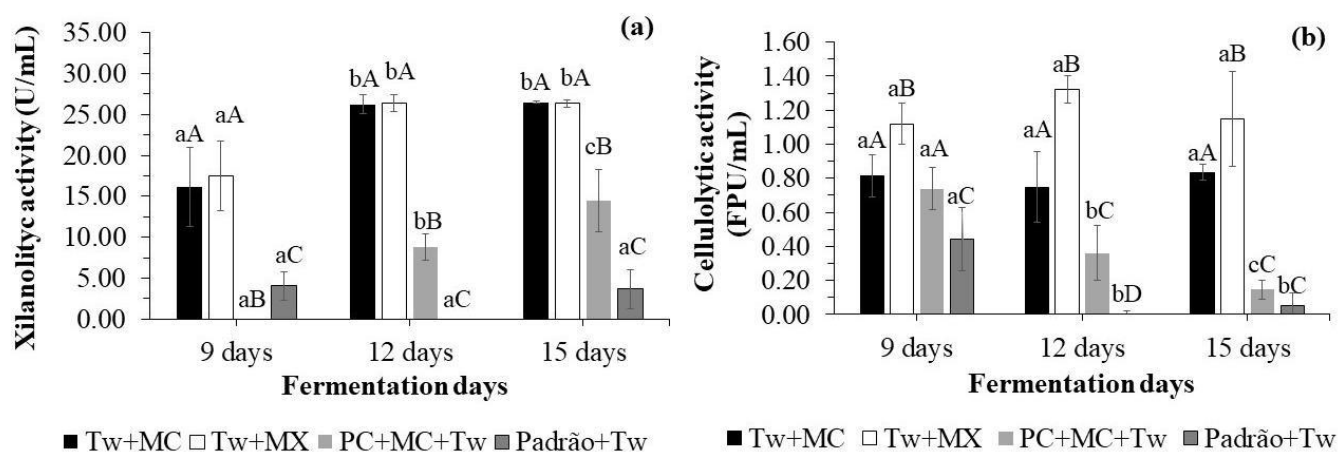 (a)
Xilanolityc activity (U/mL)
35.00
30.00
25.00
20.00
15.00
10.00
5.00
0.00
aA aA aB aC
bA bA bB aC
bA bA cB aC
9 days 12 days 15 days
Fermentation days
Tw+MC Tw+MX PC+MC+Tw Padrão+Tw
(b)
Cellulolytic activity
(FPU/mL)
1.60
1.40
1.20
1.00
0.80
0.60
0.40
0.20
0.00
aA aB aA aC
aA aB bC bD
aA aB cC bC
9 days 12 days 15 days
Fermentation days
Tw+MC Tw+MX PC+MC+Tw Padrão+Tw